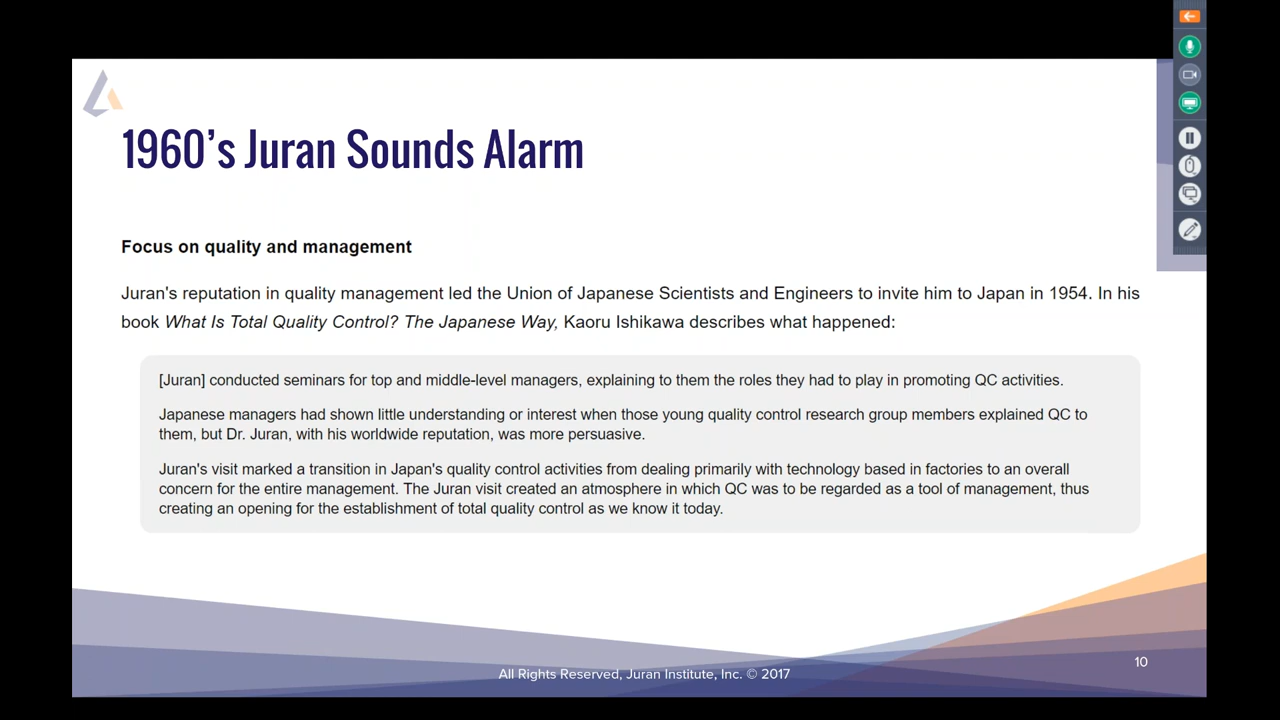 1960’s Juran Sounds Alarm
Focus on quality and management
Juran's reputation in quality management led the Union of Japanese Scientists and Engineers to invite him to Japan in 1954. In his
book What Is Total Quality Control? The Japanese Way, Kaoru Ishikawa describes what happened:
[Juran] conducted seminars for top and middle-level managers, explaining to them the roles they had to play in promoting QC activities.
Japanese managers had shown little understanding or interest when those young quality control research group members explained QC to
them, but Dr. Juran, with his worldwide reputation, was more persuasive.
Juran's visit marked a transition in Japan's quality control activities from dealing primarily with technology based in factories to an overall
concern for the entire management. The Juran visit created an atmosphere in which QC was to be regarded as a tool of management, thus
creating an opening for the establishment of total quality control as we know it today.
All Rights Reserved, Juran Institute, Inc. © 2017
10